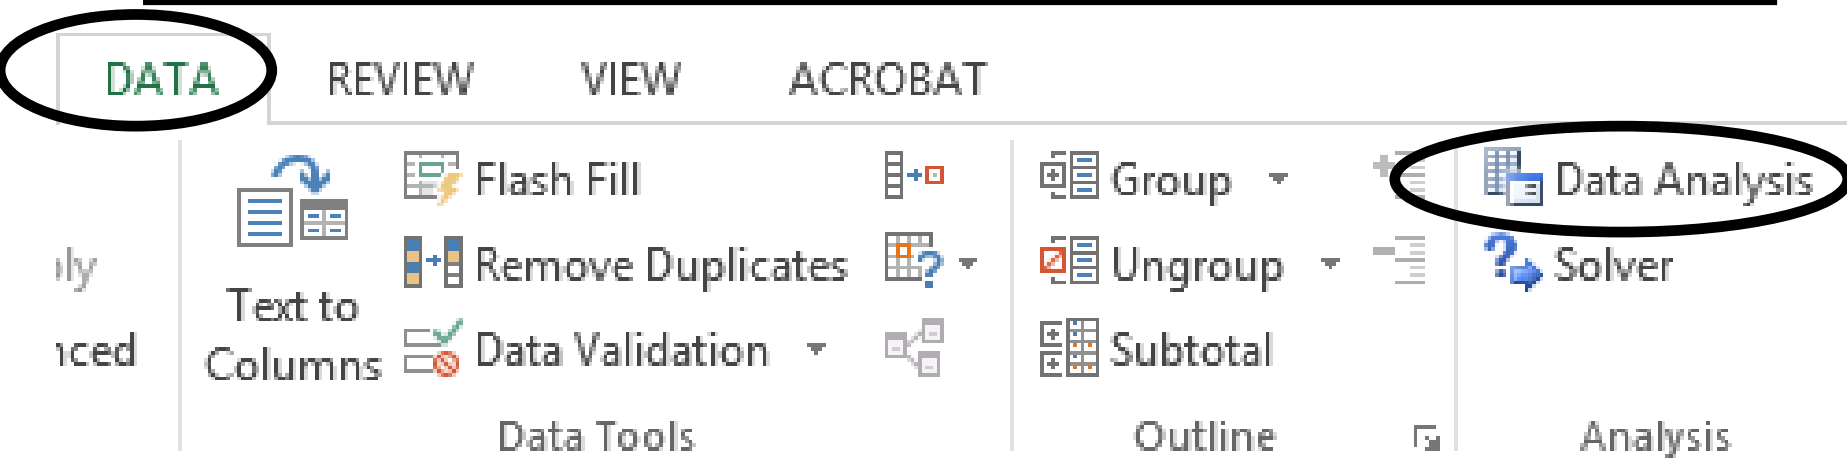 DATA REVIEW VIEW ACROBAT
Flash Fill Group Data Analysis
Remove Duplicates Ungroup Solver
Text to
Columns
Data Validation Subtotal
Data Tools Outline Analysis